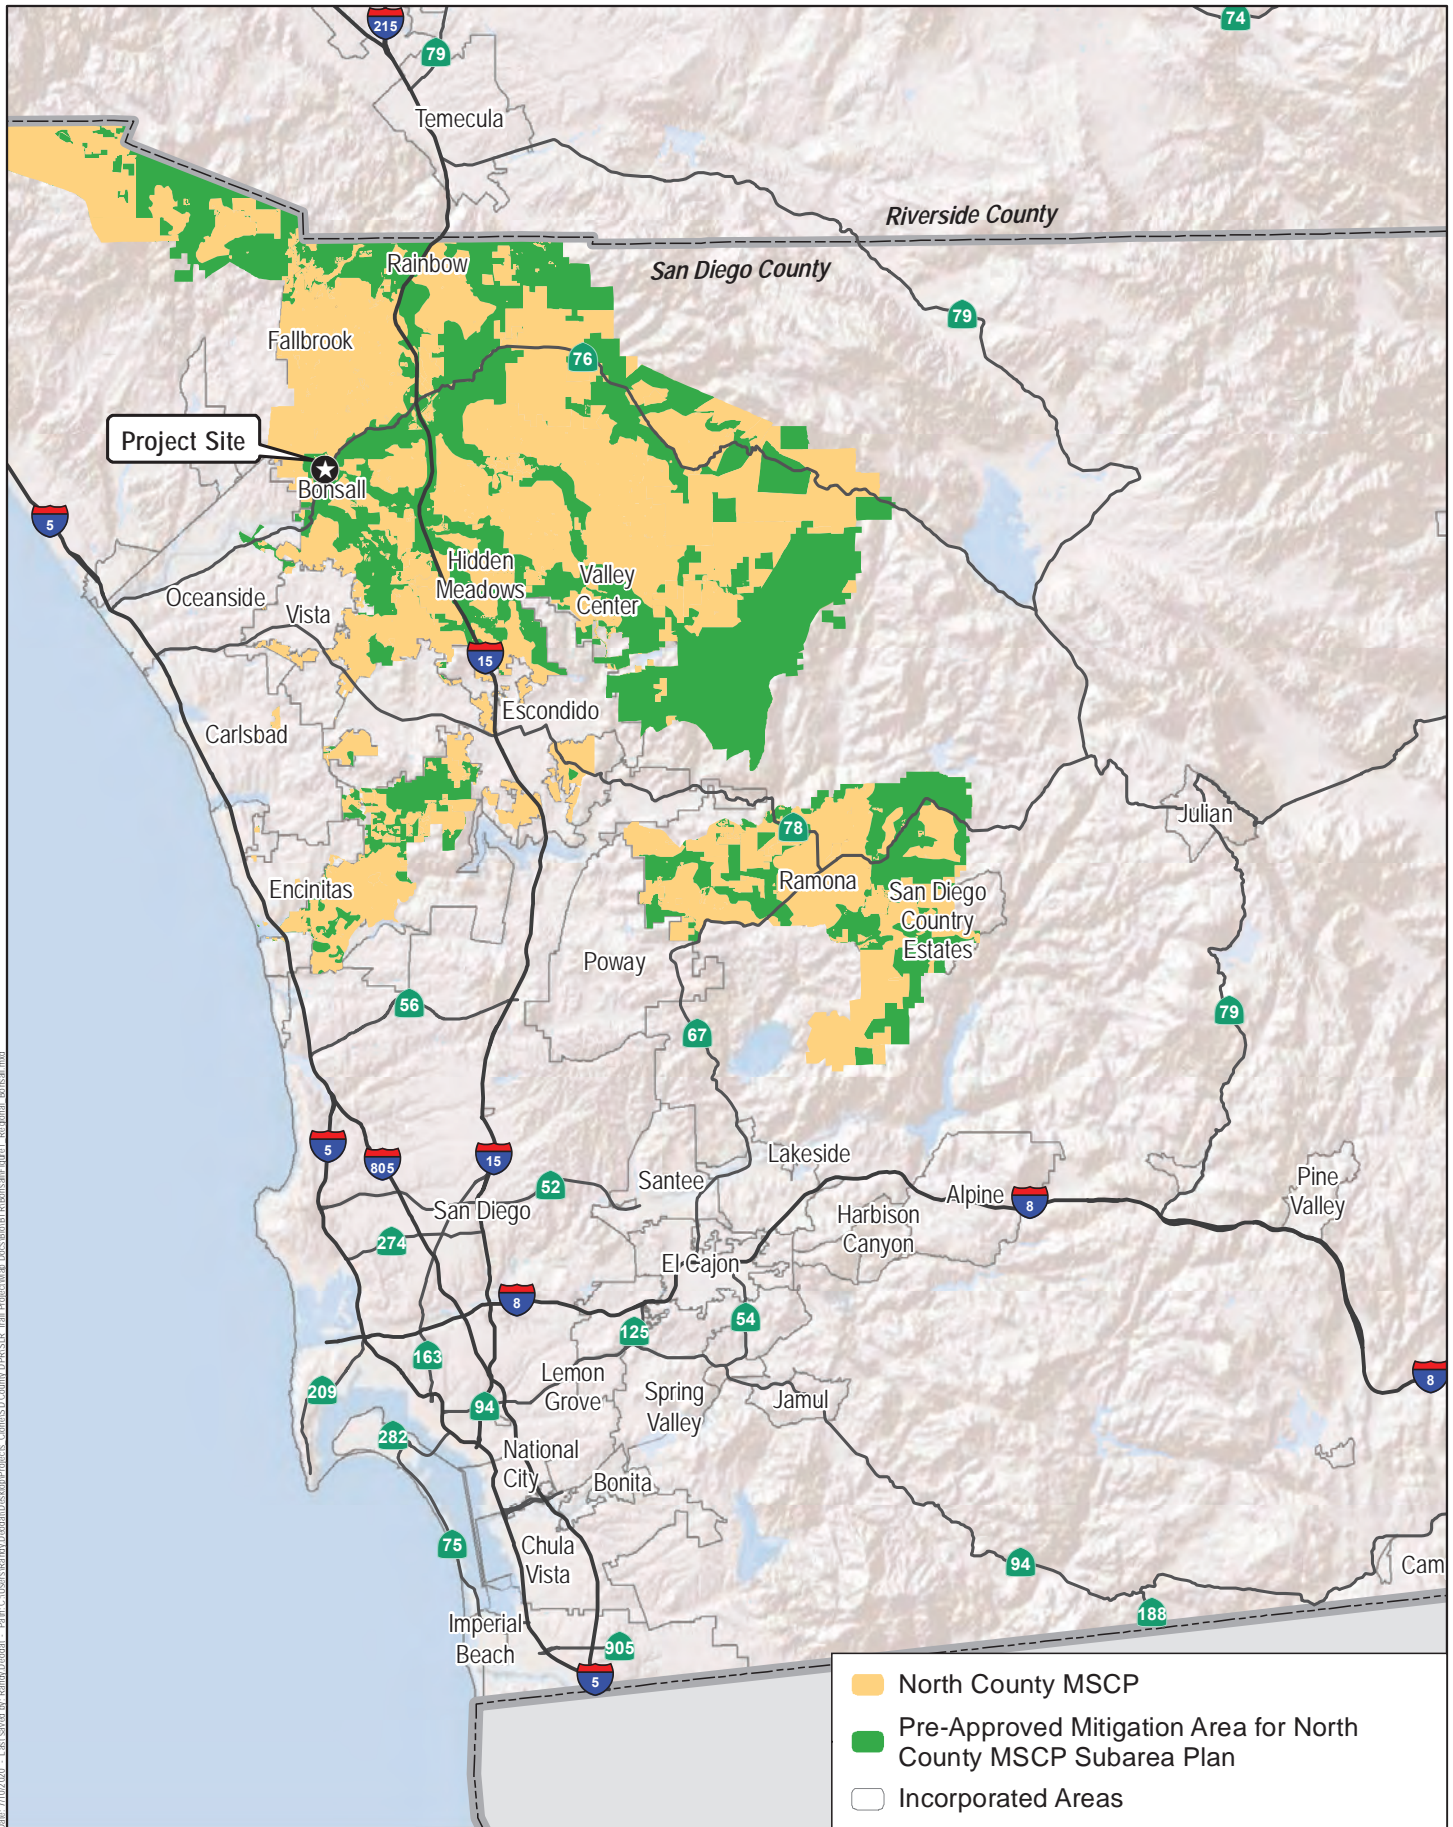 215
79
74
Temecula
Riverside County
San Diego County
Rainbow
79
Fallbrook
76
Project Site
Bonsall
5
Hidden
Meadows
Valley
Center
Oceanside
Vista
15
Escondido
Carlsbad
78
Julian
Ramona
Encinitas
San Diego
Country
Estates
Poway
56
67
79
5
805
15
Lakeside
52
Santee
Alpine
8
Pine
Valley
San Diego
Harbison
Canyon
274
El Cajon
8
54
125
163
Lemon
Grove
8
209
Spring
Valley
Jamul
94
282
National
City
Bonita
75
Chula
Vista
94
Cam
188
Imperial
Beach
905
5
North County MSCP
Pre-Approved Mitigation Area for North
County MSCP Subarea Plan
Incorporated Areas